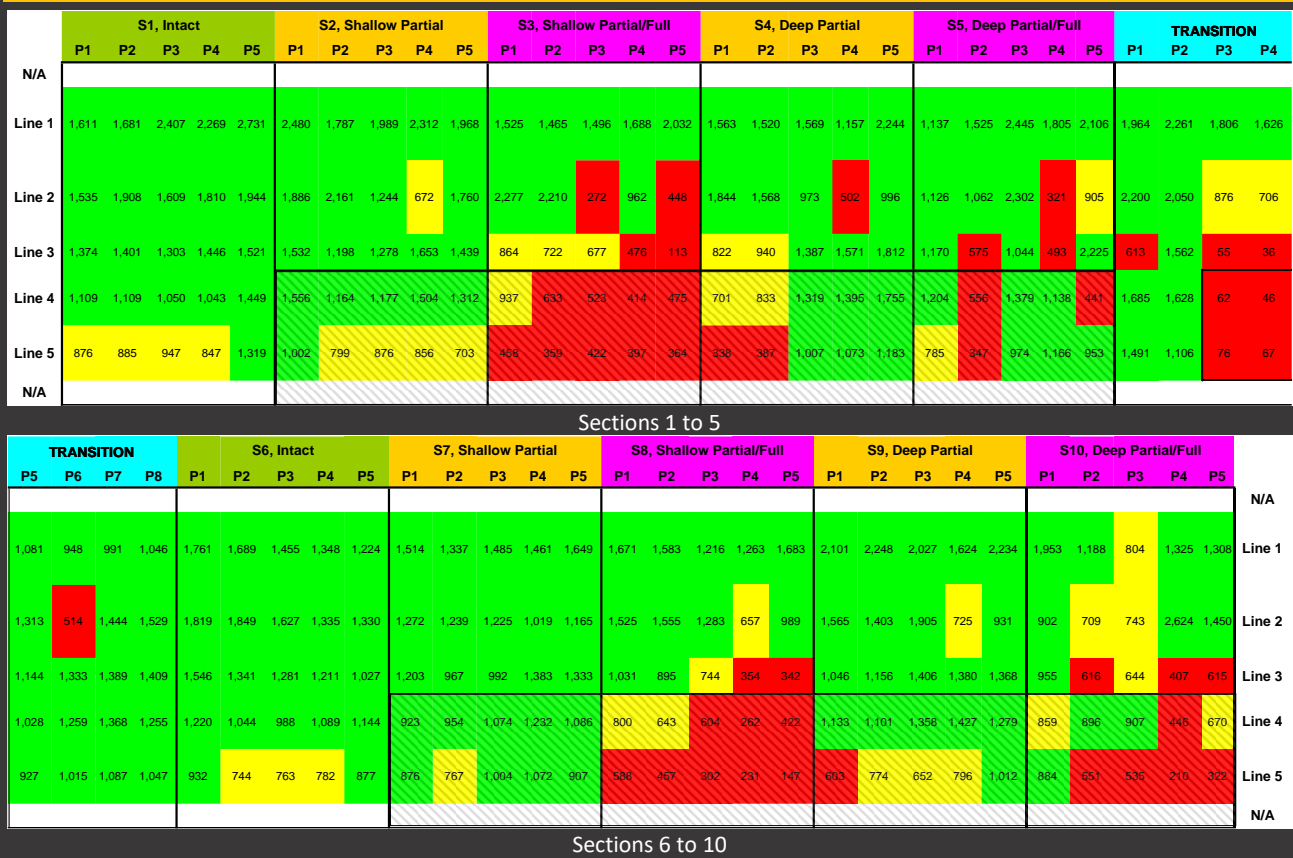 S1, Intact S2, Shallow Partial S3, Shallow Partial/Full S4, Deep Partial S5, Deep Partial/Full TRANSITION
P1 P2 P3 P4 P5 P1 P2 P3 P4 P5 P1 P2 P3 P4 P5 P1 P2 P3 P4 P5 P1 P2 P3 P4 P5 P1 P2 P3 P4
N/A
Line 1 1,611 1,681 2,407 2,269 2,731 2,480 1,787 1,989 2,312 1,968 1,525 1,465 1,496 1,688 2,032 1,563 1,520 1,569 1,157 2,244 1,137 1,525 2,445 1,805 2,106 1,964 2,261 1,806 1,626
Line 2 1,535 1,908 1,609 1,810 1,944 1,886 2,161 1,244 672 1,760 2,277 2,210 272 962 448 1,844 1,568 973 502 996 1,126 1,062 2,302 321 905 2,200 2,050 876 706
Line 3 1,374 1,401 1,303 1,446 1,521 1,532 1,198 1,278 1,653 1,439 864 722 677 476 113 822 940 1,387 1,571 1,812 1,170 575 1,044 493 2,225 613 1,562 55 36
Line 4 1,109 1,109 1,050 1,043 1,449 1,556 1,164 1,177 1,504 1,312 937 633 523 414 475 701 833 1,319 1,395 1,755 1,204 556 1,379 1,138 441 1,685 1,628 62 46
Line 5 876 885 947 847 1,319 1,002 799 876 856 703 458 359 422 397 364 338 387 1,007 1,073 1,183 785 347 974 1,166 953 1,491 1,106 76 67
N/A
Sections 1 to 5
TRANSITION S6, Intact S7, Shallow Partial S8, Shallow Partial/Full S9, Deep Partial S10, Deep Partial/Full
P5 P6 P7 P8 P1 P2 P3 P4 P5 P1 P2 P3 P4 P5 P1 P2 P3 P4 P5 P1 P2 P3 P4 P5 P1 P2 P3 P4 P5
N/A
1,081 948 991 1,046 1,761 1,689 1,455 1,348 1,224 1,514 1,337 1,485 1,461 1,649 1,671 1,583 1,216 1,263 1,683 2,101 2,248 2,027 1,624 2,234 1,953 1,188 804 1,325 1,308 Line 1
1,313 514 1,444 1,529 1,819 1,849 1,627 1,335 1,330 1,272 1,239 1,225 1,019 1,165 1,525 1,555 1,283 657 989 1,565 1,403 1,905 725 931 902 709 743 2,624 1,450 Line 2
1,144 1,333 1,389 1,409 1,546 1,341 1,281 1,211 1,027 1,203 967 992 1,383 1,333 1,031 895 744 354 342 1,046 1,156 1,406 1,380 1,368 955 616 644 407 615 Line 3
1,028 1,259 1,368 1,255 1,220 1,044 988 1,089 1,144 923 954 1,074 1,232 1,086 800 643 604 262 422 1,133 1,101 1,358 1,427 1,279 859 896 907 446 670 Line 4
927 1,015 1,087 1,047 932 744 763 782 877 876 767 1,004 1,072 907 588 457 302 231 147 603 774 652 796 1,012 884 551 535 210 322 Line 5
N/A
Sections 6 to 10